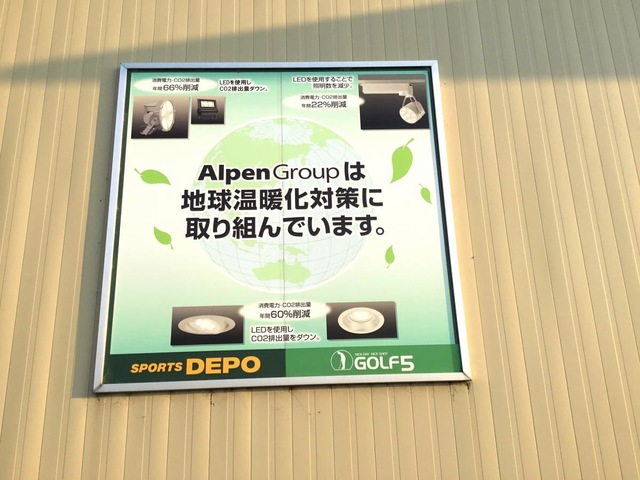 消費電力・CO2排出量
年間66%削減
LEDを使用し
CO2排出量ダウン。
LEDを使用することで
照明数を減少。
消費電力・CO2排出量
年間22%削減
AlpenGroupは
地球温暖化対策に
取り組んでいます。
消費電力・CO2排出量
年間60%削減
LEDを使用し
CO2排出量をダウン。
SPORTS DEPO
NICE DAY NICE SHOT
GOLF5